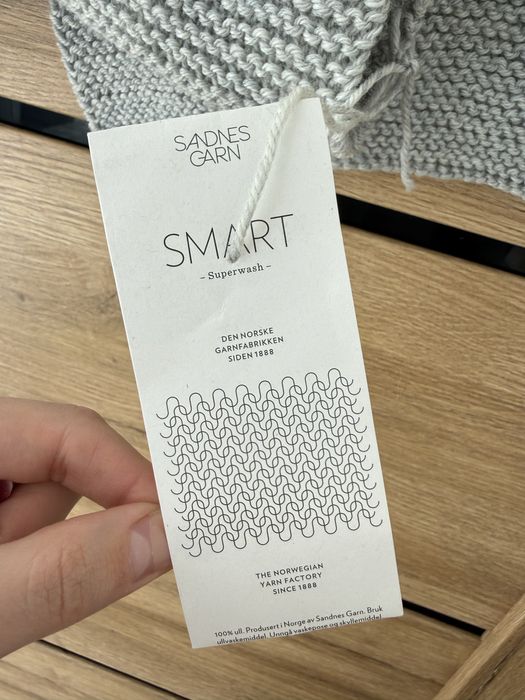 SANDNES
GARN
SMART
– Superwash –
DEN NORSKE
GARNFABRIKKEN
SIDEN 1888
THE NORWEGIAN
YARN FACTORY
SINCE 1888
100% ull. Produsert i Norge av Sandnes Garn. Bruk
ullvaskemiddel. Unngå vaskepose og skyllemiddel